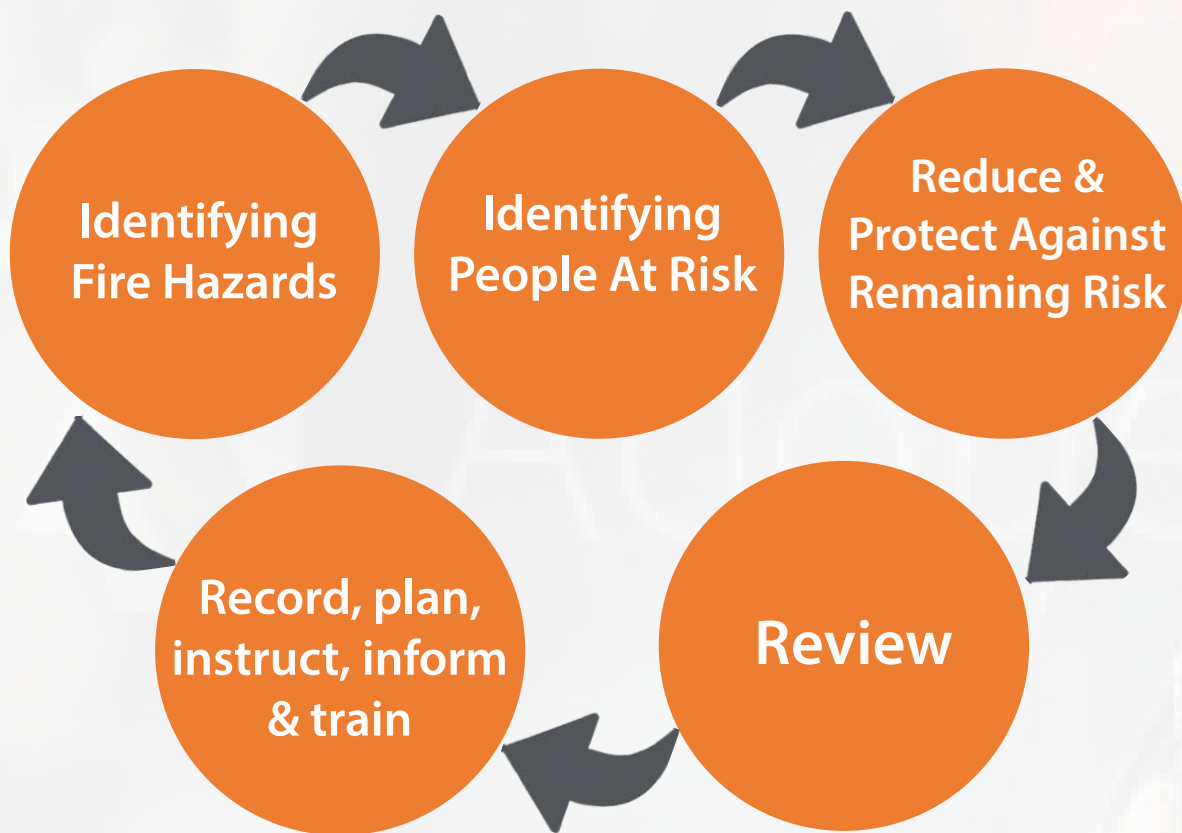 Identifying
Fire Hazards
Identifying
People At Risk
Reduce &
Protect Against
Remaining Risk
Review
Record, plan,
instruct, inform
& train